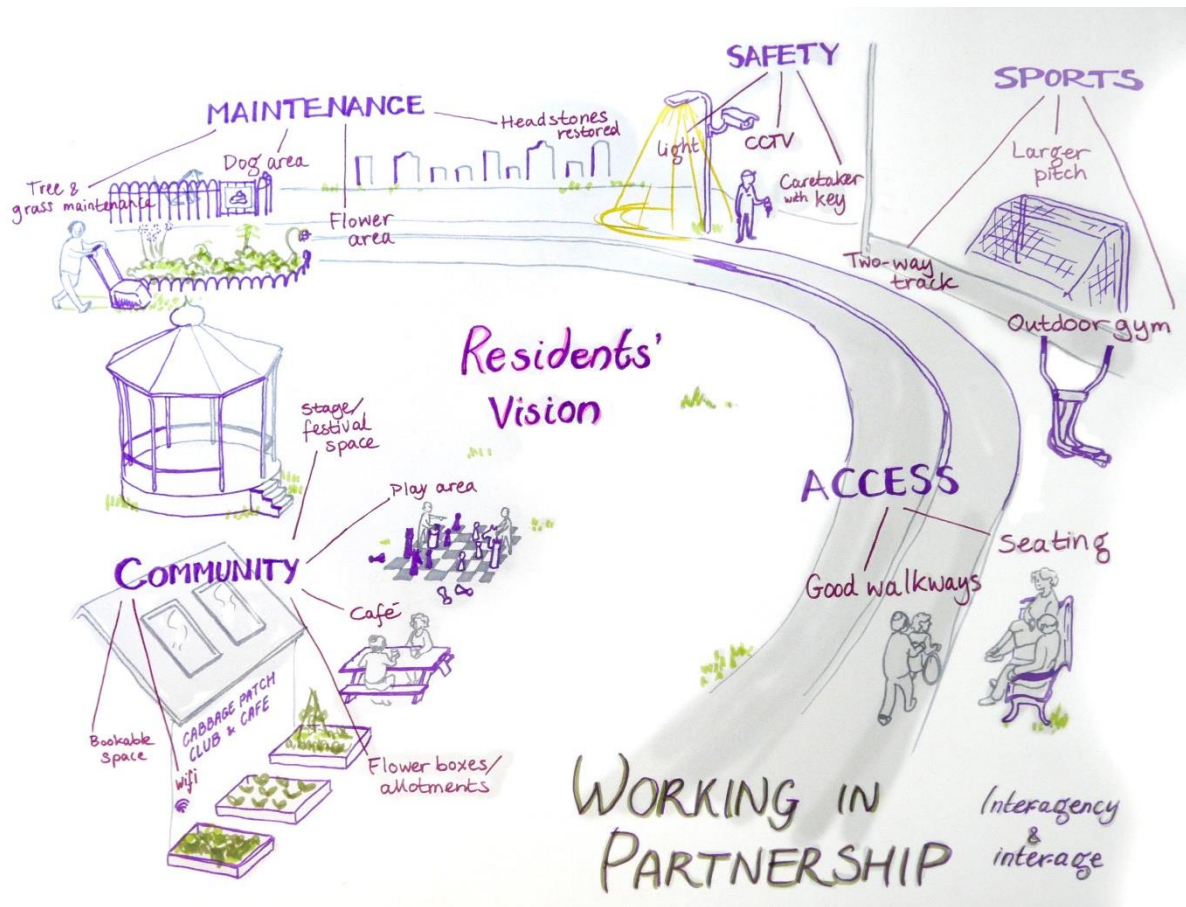 MAINTENANCE
Tree &
grass maintenance
Dog area
Flower
area
Headstones
restored
SAFETY
light
CCTV
Caretaker
with key
SPORTS
Larger
pitch
Two-way
track
Outdoor gym
Residents'
Vision
ACCESS
Good walkways
Seating
Stage/
festival
space
Play area
COMMUNITY
Café
Bookable
space
Wifi
CABBAGE PATCH
CLUB & CAFE
Flower boxes/
allotments
WORKING IN
PARTNERSHIP
Interagency
&
interage